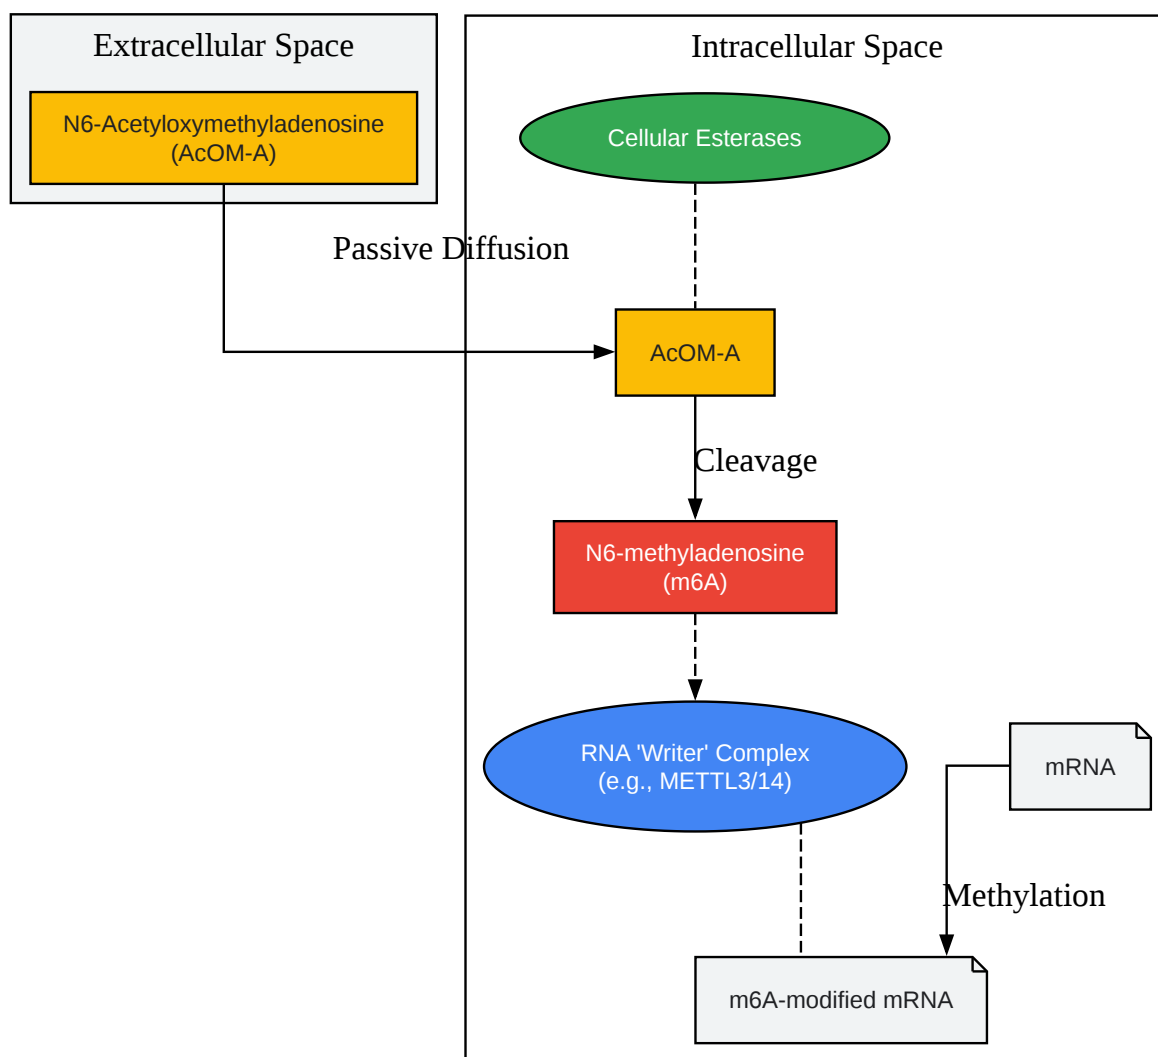 Extracellular Space
Intracellular Space
N6-Acetyloxymethyladenosine
(AcOM-A)
Cellular Esterases
Passive Diffusion
AcOM-A
Cleavage
N6-methyladenosine
(m6A)
RNA 'Writer' Complex
(e.g., METTL3/14)
mRNA
Methylation
m6A-modified mRNA